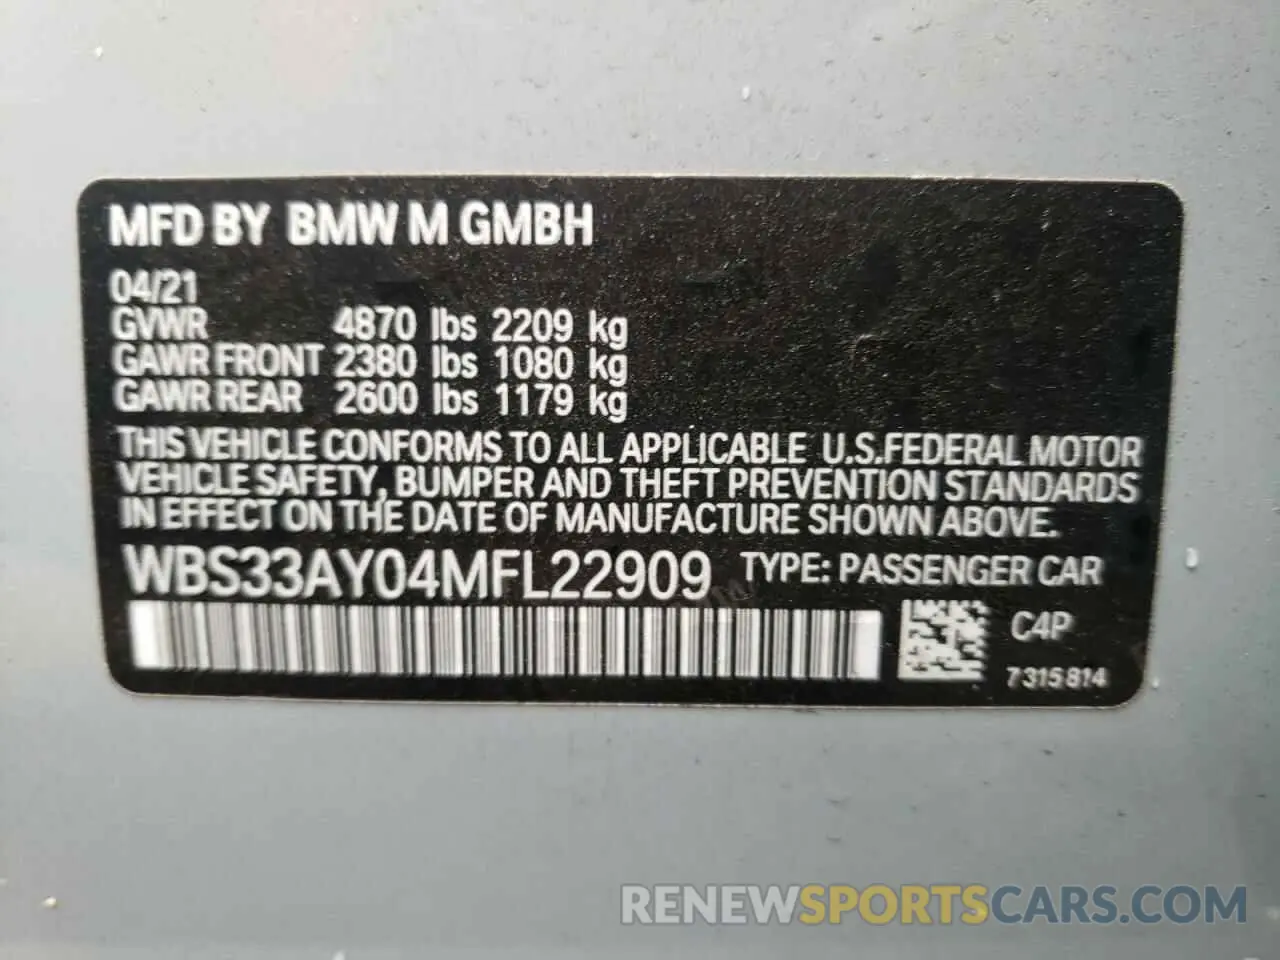 MFD BY BMW M GMBH
04/21
GVWR 4870 lbs 2209 kg
GAWR FRONT 2380 lbs 1080 kg
GAWR REAR 2600 lbs 1179 kg
THIS VEHICLE CONFORMS TO ALL APPLICABLE U.S.FEDERAL MOTOR
VEHICLE SAFETY, BUMPER AND THEFT PREVENTION STANDARDS
IN EFFECT ON THE DATE OF MANUFACTURE SHOWN ABOVE.
WBS33AY04MFL22909 TYPE: PASSENGER CAR
C4P
7315814
RENEWSPORTSCARS.COM